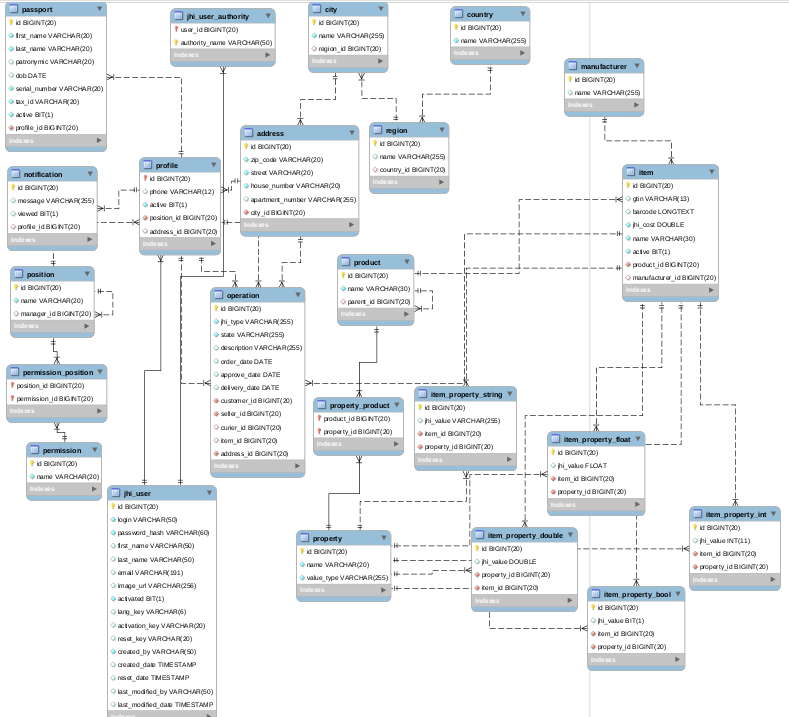 passport
id BIGINT(20)
first_name VARCHAR(20)
last_name VARCHAR(20)
patronymic VARCHAR(20)
dob DATE
serial_number VARCHAR(20)
tax_id VARCHAR(20)
active BIT(1)
profile_id BIGINT(20)
Indexes
jhi_user_authority
user_id BIGINT(20)
authority_name VARCHAR(50)
Indexes
city
id BIGINT(20)
name VARCHAR(255)
region_id BIGINT(20)
Indexes
country
id BIGINT(20)
name VARCHAR(255)
Indexes
manufacturer
id BIGINT(20)
name VARCHAR(255)
Indexes
notification
id BIGINT(20)
message VARCHAR(255)
viewed BIT(1)
profile_id BIGINT(20)
Indexes
profile
id BIGINT(20)
phone VARCHAR(12)
active BIT(1)
position_id BIGINT(20)
address_id BIGINT(20)
Indexes
address
id BIGINT(20)
zip_code VARCHAR(20)
street VARCHAR(20)
house_number VARCHAR(20)
apartment_number VARCHAR(255)
city_id BIGINT(20)
Indexes
region
id BIGINT(20)
name VARCHAR(255)
country_id BIGINT(20)
Indexes
item
id BIGINT(20)
gtin VARCHAR(13)
barcode LONGTEXT
jhi_cost DOUBLE
name VARCHAR(30)
active BIT(1)
product_id BIGINT(20)
manufacturer_id BIGINT(20)
Indexes
position
id BIGINT(20)
name VARCHAR(20)
manager_id BIGINT(20)
Indexes
operation
id BIGINT(20)
jhi_type VARCHAR(255)
state VARCHAR(255)
description VARCHAR(255)
order_date DATE
approve_date DATE
delivery_date DATE
customer_id BIGINT(20)
seller_id BIGINT(20)
curier_id BIGINT(20)
item_id BIGINT(20)
address_id BIGINT(20)
Indexes
product
id BIGINT(20)
name VARCHAR(30)
parent_id BIGINT(20)
Indexes
permission_position
position_id BIGINT(20)
permission_id BIGINT(20)
Indexes
property_product
product_id BIGINT(20)
property_id BIGINT(20)
Indexes
item_property_string
id BIGINT(20)
jhi_value VARCHAR(255)
item_id BIGINT(20)
property_id BIGINT(20)
Indexes
item_property_float
id BIGINT(20)
jhi_value FLOAT
item_id BIGINT(20)
property_id BIGINT(20)
Indexes
permission
id BIGINT(20)
name VARCHAR(20)
Indexes
jhi_user
id BIGINT(20)
login VARCHAR(50)
password_hash VARCHAR(60)
first_name VARCHAR(50)
last_name VARCHAR(50)
email VARCHAR(191)
image_url VARCHAR(256)
activated BIT(1)
lang_key VARCHAR(6)
activation_key VARCHAR(20)
reset_key VARCHAR(20)
created_by VARCHAR(50)
created_date TIMESTAMP
reset_date TIMESTAMP
last_modified_by VARCHAR(50)
last_modified_date TIMESTAMP
Indexes
property
id BIGINT(20)
name VARCHAR(20)
value_type VARCHAR(255)
Indexes
item_property_double
id BIGINT(20)
jhi_value DOUBLE
property_id BIGINT(20)
item_id BIGINT(20)
Indexes
item_property_int
id BIGINT(20)
jhi_value INT(11)
item_id BIGINT(20)
property_id BIGINT(20)
Indexes
item_property_bool
id BIGINT(20)
jhi_value BIT(1)
item_id BIGINT(20)
property_id BIGINT(20)
Indexes